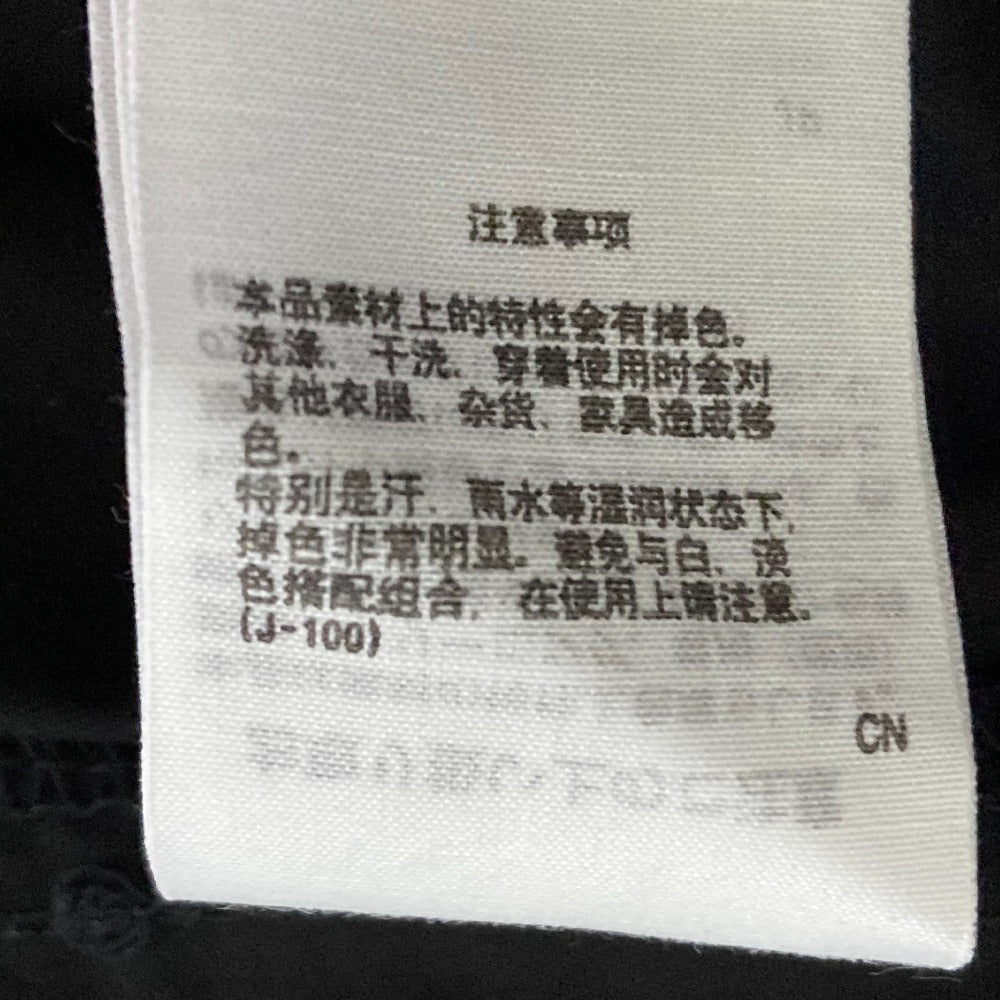 注意事项
本品素材上的特性会有掉色。
洗涤、干洗、穿着使用时会对
其他衣服、杂货、家具造成移
色。
特别是汗、雨水等湿润状态下,
掉色非常明显。避免与白、淡
色搭配组合, 在使用上请注意。
(J-100)
CN